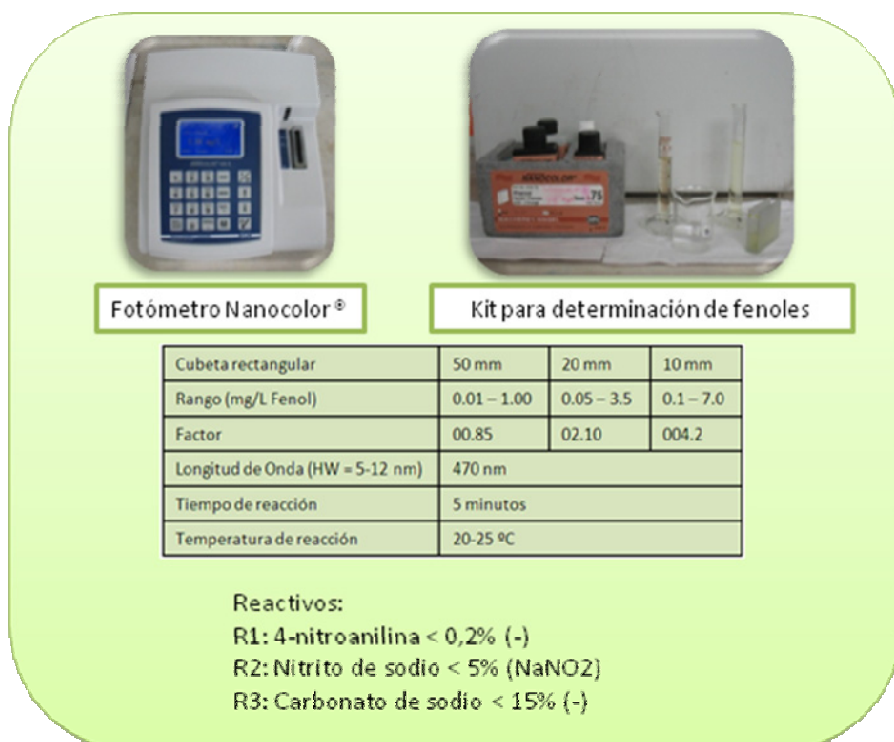 NANOCOLOR
75
Fotómetro Nanocolor®
Kit para determinación de fenoles
Cubeta rectangular 50 mm 20 mm 10 mm
Rango (mg/L Fenol) 0.01 – 1.00 0.05 – 3.5 0.1 – 7.0
Factor 00.85 02.10 004.2
Longitud de Onda (HW = 5-12 nm) 470 nm
Tiempo de reacción 5 minutos
Temperatura de reacción 20-25 ºC
Reactivos:
R1: 4-nitroanilina < 0,2% (-)
R2: Nitrito de sodio < 5% (NaNO2)
R3: Carbonato de sodio < 15% (-)